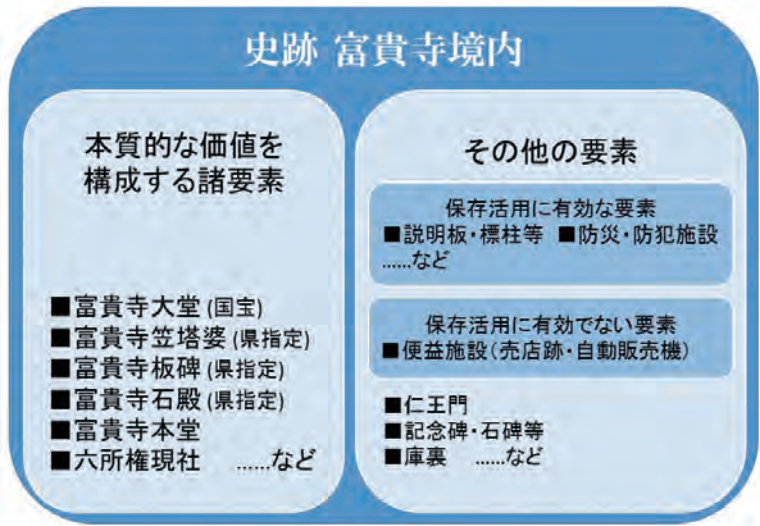 史跡 富貴寺境内
本質的な価値を
構成する諸要素
■富貴寺大堂 (国宝)
■富貴寺笠塔婆 (県指定)
■富貴寺板碑 (県指定)
■富貴寺石殿 (県指定)
■富貴寺本堂
■六所権現社 ……など
その他の要素
保存活用に有効な要素
■説明板・標柱等 ■防災・防犯施設
……など
保存活用に有効でない要素
■便益施設(売店跡・自動販売機)
■仁王門
■記念碑・石碑等
■庫裏 ……など